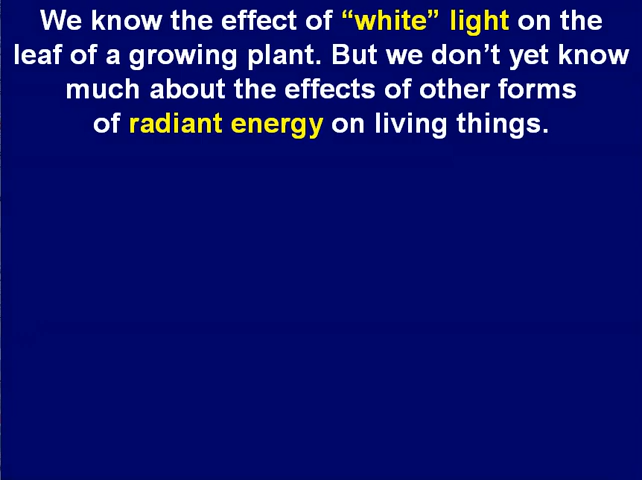 We know the effect of “white” light on the
leaf of a growing plant. But we don’t yet know
much about the effects of other forms
of radiant energy on living things.